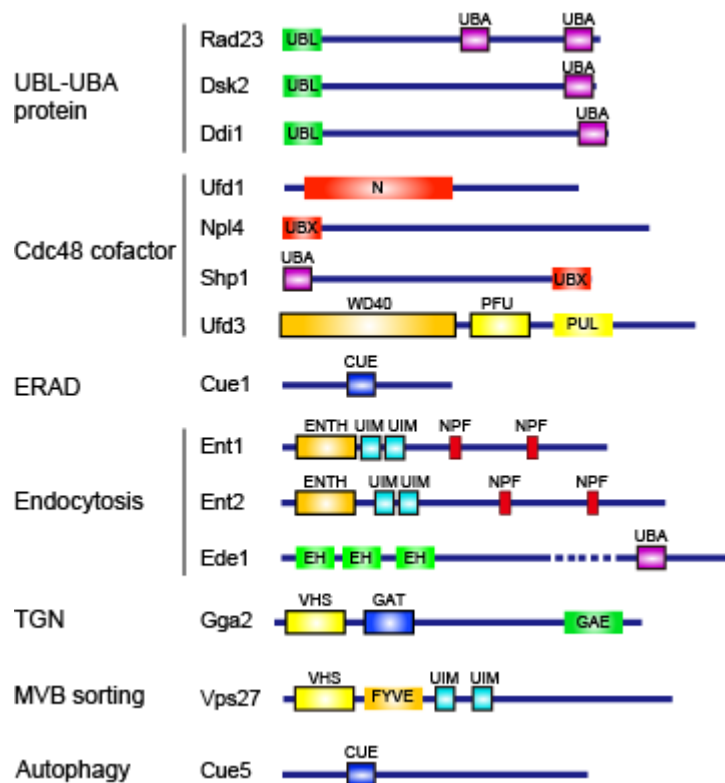 UBA UBA
Rad23 UBL
UBA
UBL-UBA
protein
Dsk2 UBL
UBA
Ddi1 UBL
Ufd1 N
Cdc48 cofactor
Npl4 UBX
UBA
Shp1 UBX
WD40 PFU
Ufd3 PUL
CUE
ERAD Cue1
ENTH UIM UIM NPF NPF
Ent1
ENTH UIM UIM NPF NPF
Endocytosis Ent2
UBA
Ede1 EH EH EH
VHS GAT
TGN Gga2 GAE
VHS UIM UIM
MVB sorting Vps27 FYVE
CUE
Autophagy Cue5